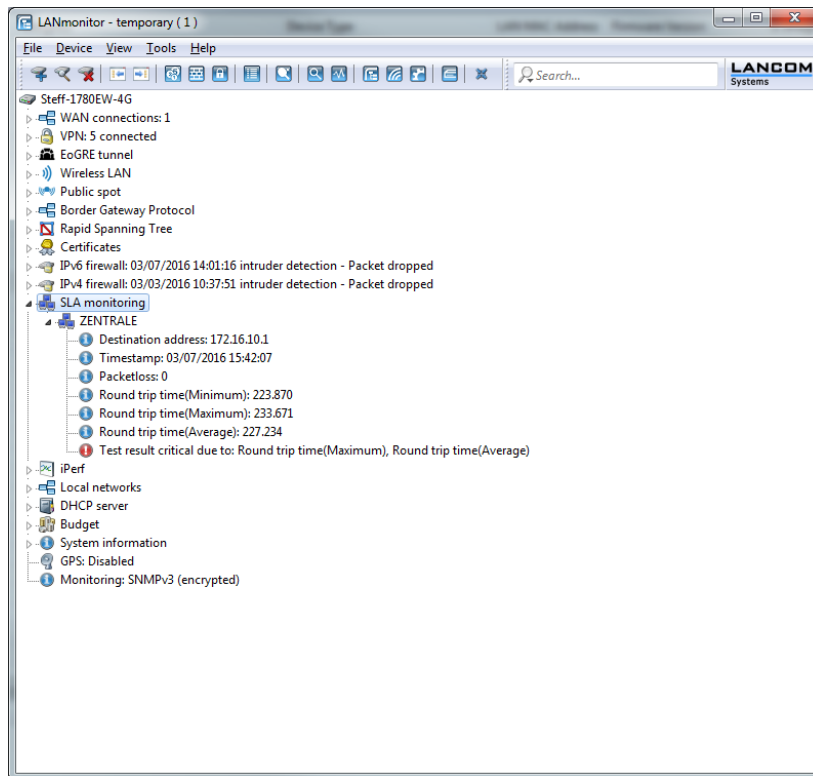 LANmonitor - temporary ( 1 )
File Device View Tools Help
Search...
LANCOM
Systems
Steff-1780EW-4G
WAN connections: 1
VPN: 5 connected
EoGRE tunnel
Wireless LAN
Public spot
Border Gateway Protocol
Rapid Spanning Tree
Certificates
IPv6 firewall: 03/07/2016 14:01:16 intruder detection - Packet dropped
IPv4 firewall: 03/03/2016 10:37:51 intruder detection - Packet dropped
SLA monitoring
ZENTRALE
Destination address: 172.16.10.1
Timestamp: 03/07/2016 15:42:07
Packetloss: 0
Round trip time(Minimum): 223.870
Round trip time(Maximum): 233.671
Round trip time(Average): 227.234
Test result critical due to: Round trip time(Maximum), Round trip time(Average)
iPerf
Local networks
DHCP server
Budget
System information
GPS: Disabled
Monitoring: SNMPv3 (encrypted)